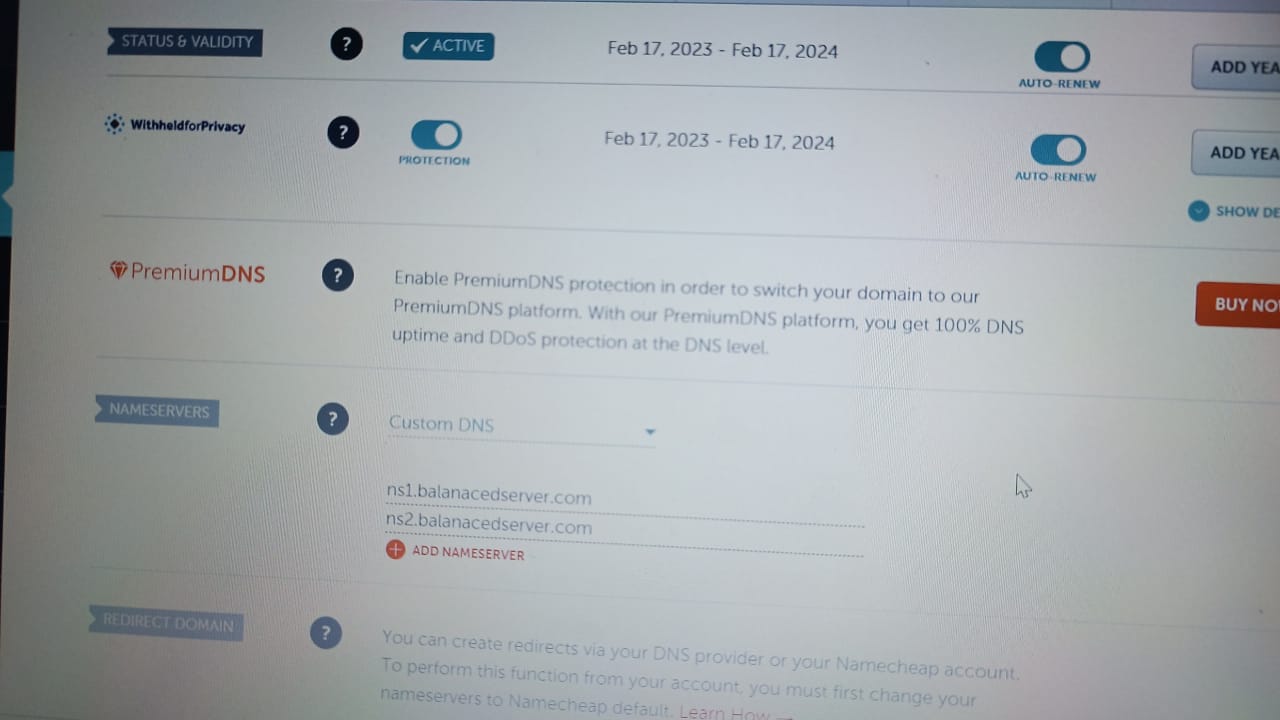 STATUS & VALIDITY
?
ACTIVE
Feb 17, 2023 - Feb 17, 2024
AUTO-RENEW
ADD YEA
WithheldforPrivacy
?
PROTECTION
Feb 17, 2023 - Feb 17, 2024
AUTO-RENEW
ADD YEA
SHOW DE
PremiumDNS
?
Enable PremiumDNS protection in order to switch your domain to our
PremiumDNS platform. With our PremiumDNS platform, you get 100% DNS
uptime and DDoS protection at the DNS level.
BUY NO
NAMESERVERS
?
Custom DNS
ns1.balanacedserver.com
ns2.balanacedserver.com
ADD NAMESERVER
REDIRECT DOMAIN
?
You can create redirects via your DNS provider or your Namecheap account.
To perform this function from your account, you must first change your
nameservers to Namecheap default. Learn How